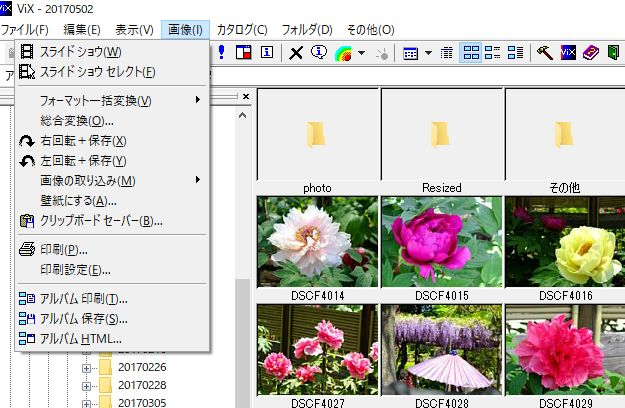 ViX - 20170502
ファイル(F) 編集(E) 表示(V) 画像(I) カタログ(C) フォルダ(D) その他(O)
スライド ショウ(W)
スライド ショウ セレクト(F)
フォーマット一括変換(V)
総合変換(O)...
右回転＋保存(X)
左回転＋保存(Y)
画像の取り込み(M)
壁紙にする(A)...
クリップボード サーバー(B)...
印刷(P)...
印刷設定(E)...
アルバム 印刷(T)...
アルバム 保存(S)...
アルバム HTML...
20170226
20170228
20170305
photo Resized その他
DSCF4014 DSCF4015 DSCF4016
DSCF4027 DSCF4028 DSCF4029